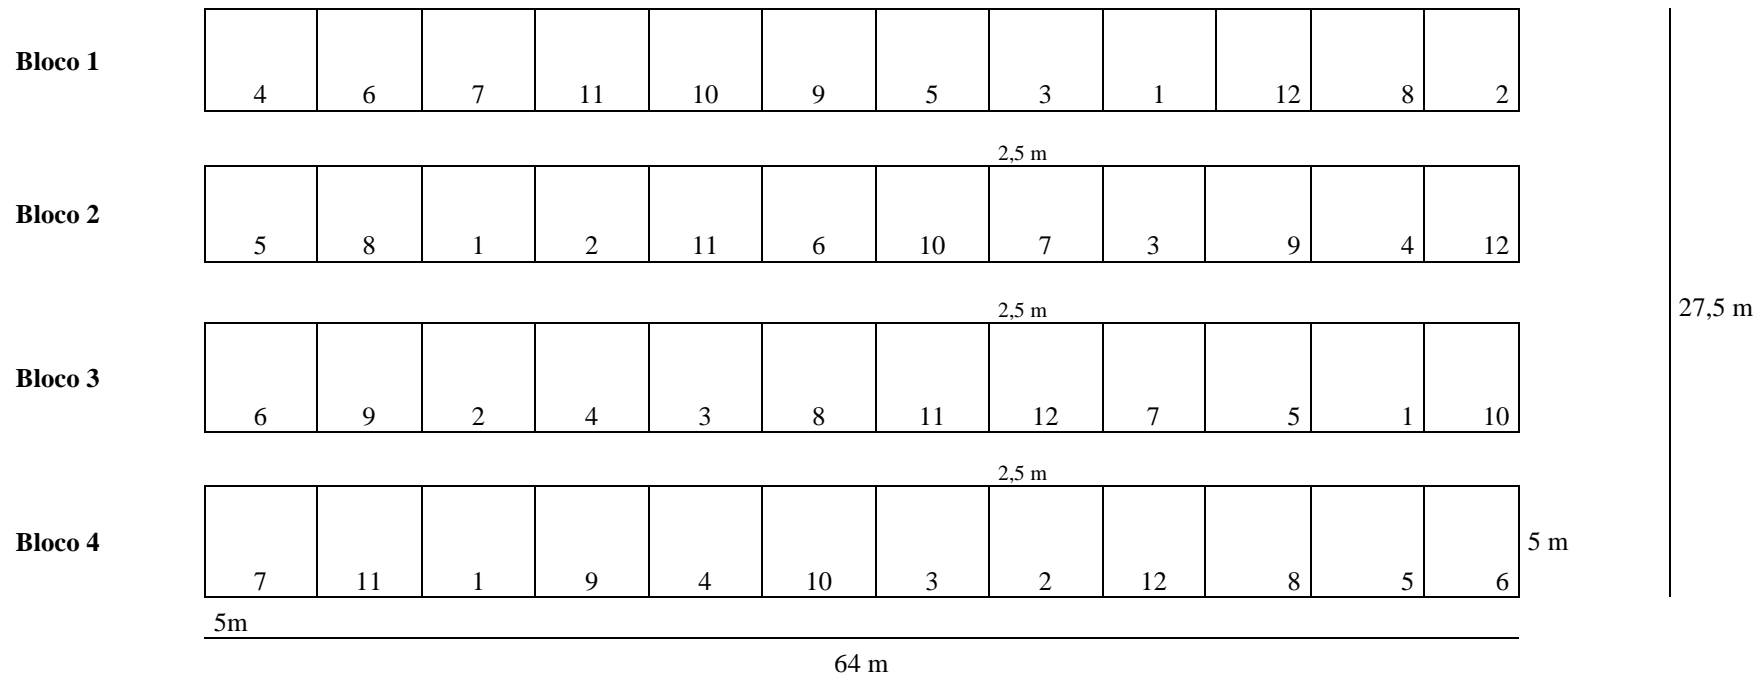 Bloco 1
4 6 7 11 10 9 5 3 1 12 8 2
2,5 m
Bloco 2
5 8 1 2 11 6 10 7 3 9 4 12
2,5 m
27,5 m
Bloco 3
6 9 2 4 3 8 11 12 7 5 1 10
2,5 m
Bloco 4
5 m
7 11 1 9 4 10 3 2 12 8 5 6
5m
64 m